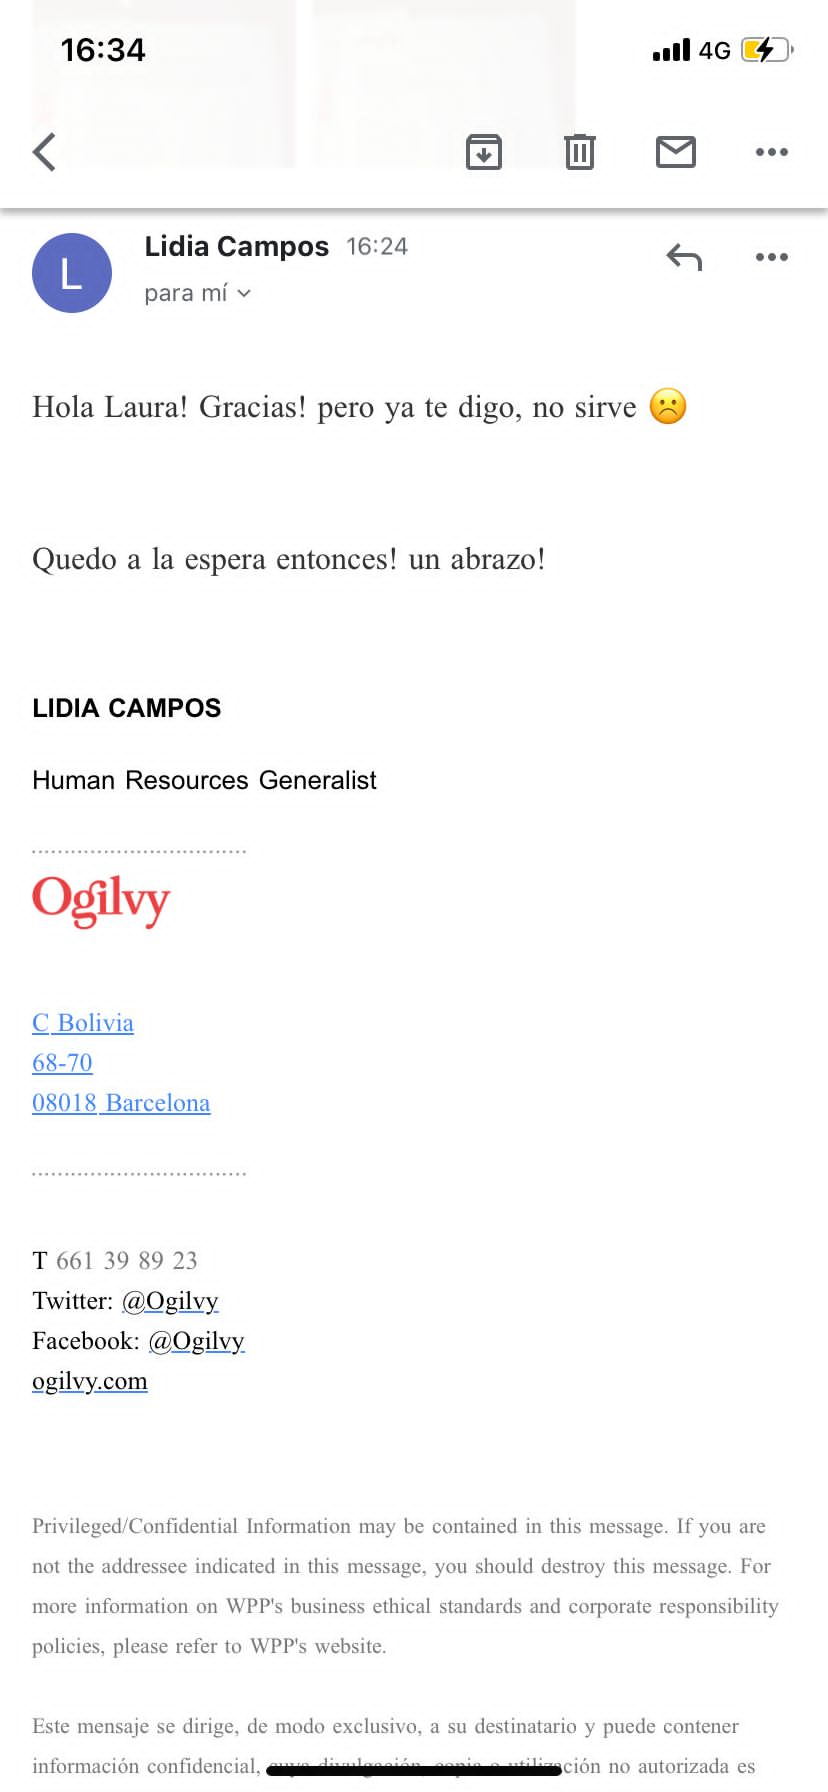 16:34
4G
L
Lidia Campos 16:24
para mí
Hola Laura! Gracias! pero ya te digo, no sirve ☹️
Quedo a la espera entonces! un abrazo!
LIDIA CAMPOS
Human Resources Generalist
................................
Ogilvy
C Bolivia
68-70
08018 Barcelona
................................
T 661 39 89 23
Twitter: @Ogilvy
Facebook: @Ogilvy
ogilvy.com
Privileged/Confidential Information may be contained in this message. If you are
not the addressee indicated in this message, you should destroy this message. For
more information on WPP's business ethical standards and corporate responsibility
policies, please refer to WPP's website.
Este mensaje se dirige, de modo exclusivo, a su destinatario y puede contener
información confidencial, cuya divulgación, copia o utilización no autorizada es